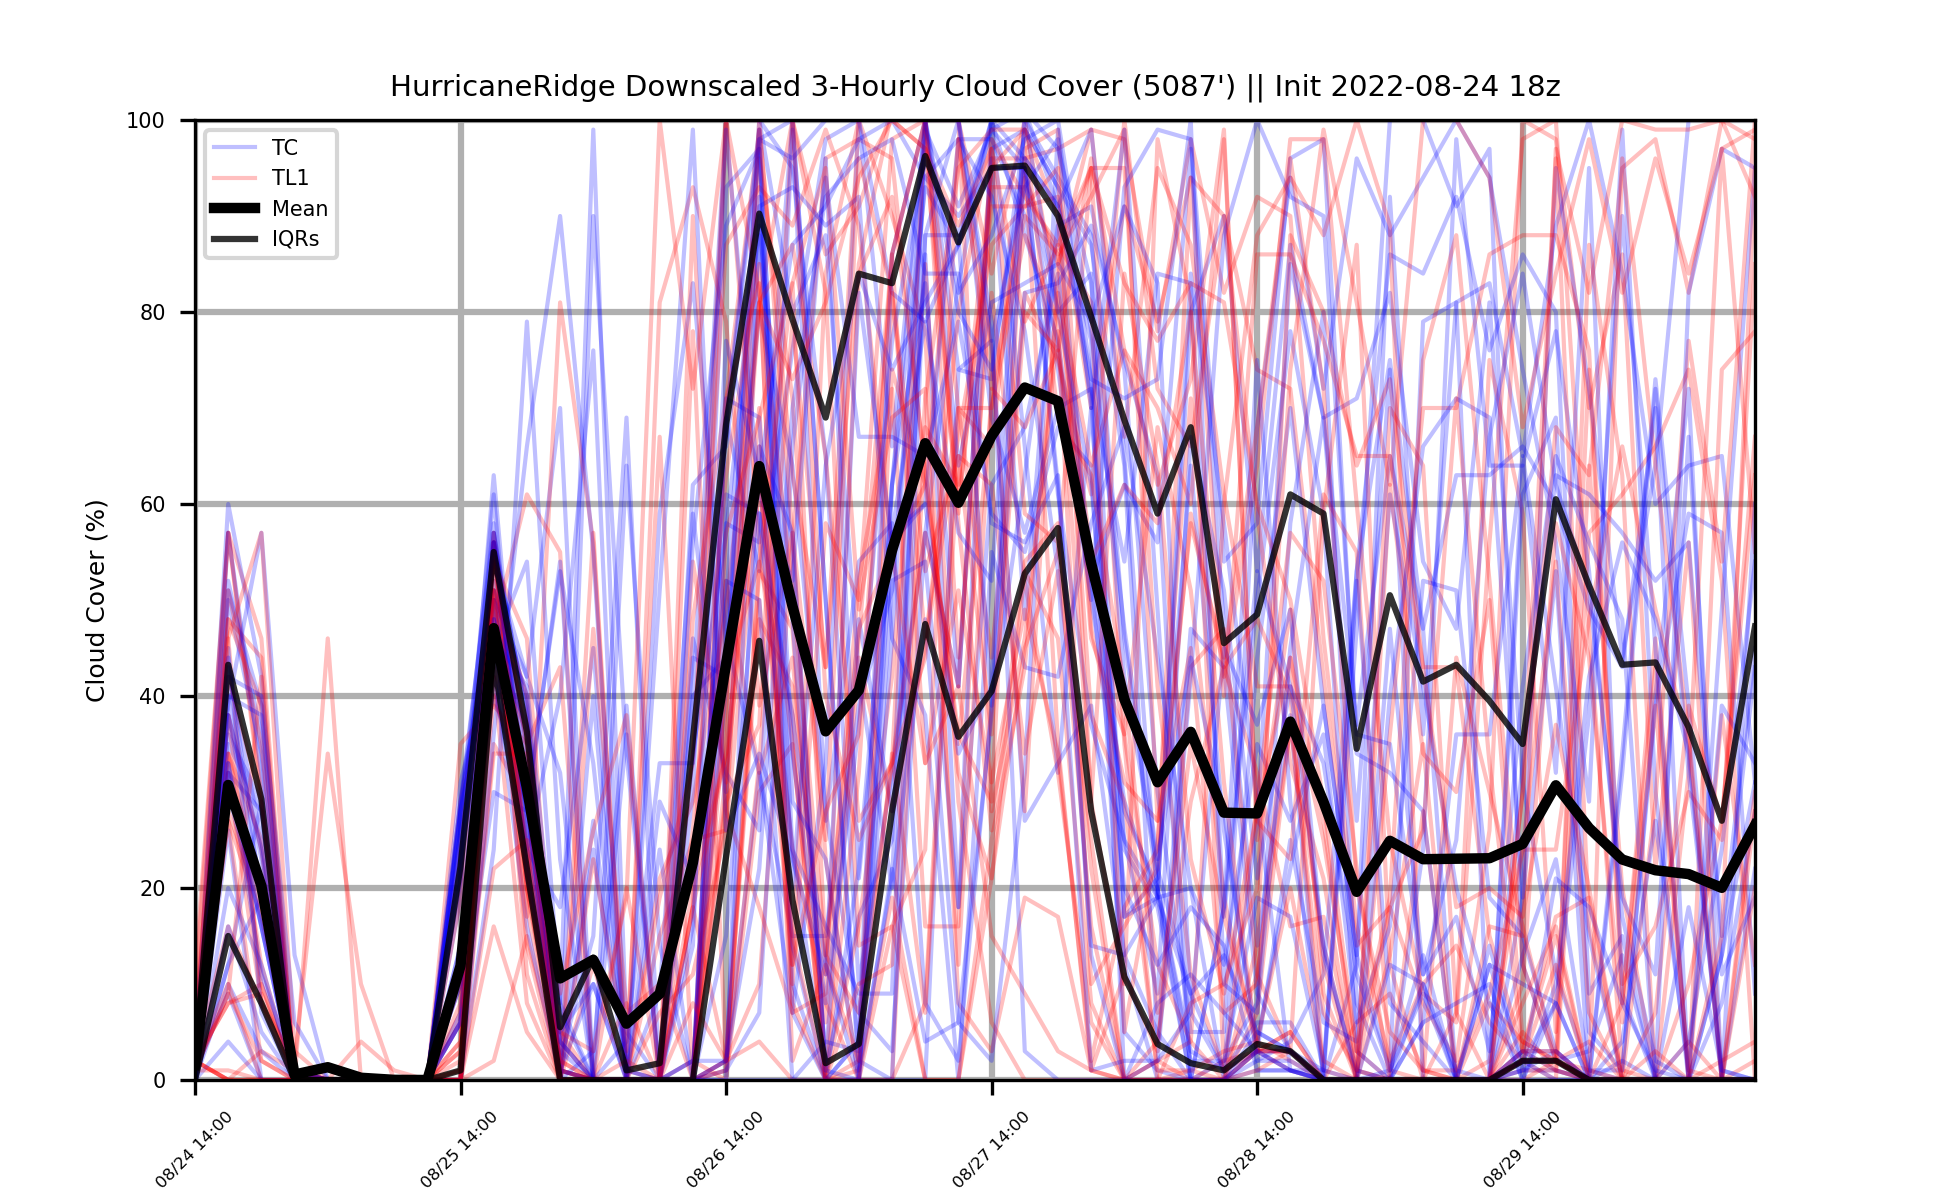 HurricaneRidge Downscaled 3-Hourly Cloud Cover (5087') || Init 2022-08-24 18z
100
80
60
40
20
0
Cloud Cover (%)
TC
TL1
Mean
IQRs
08/24 14:00
08/25 14:00
08/26 14:00
08/27 14:00
08/28 14:00
08/29 14:00